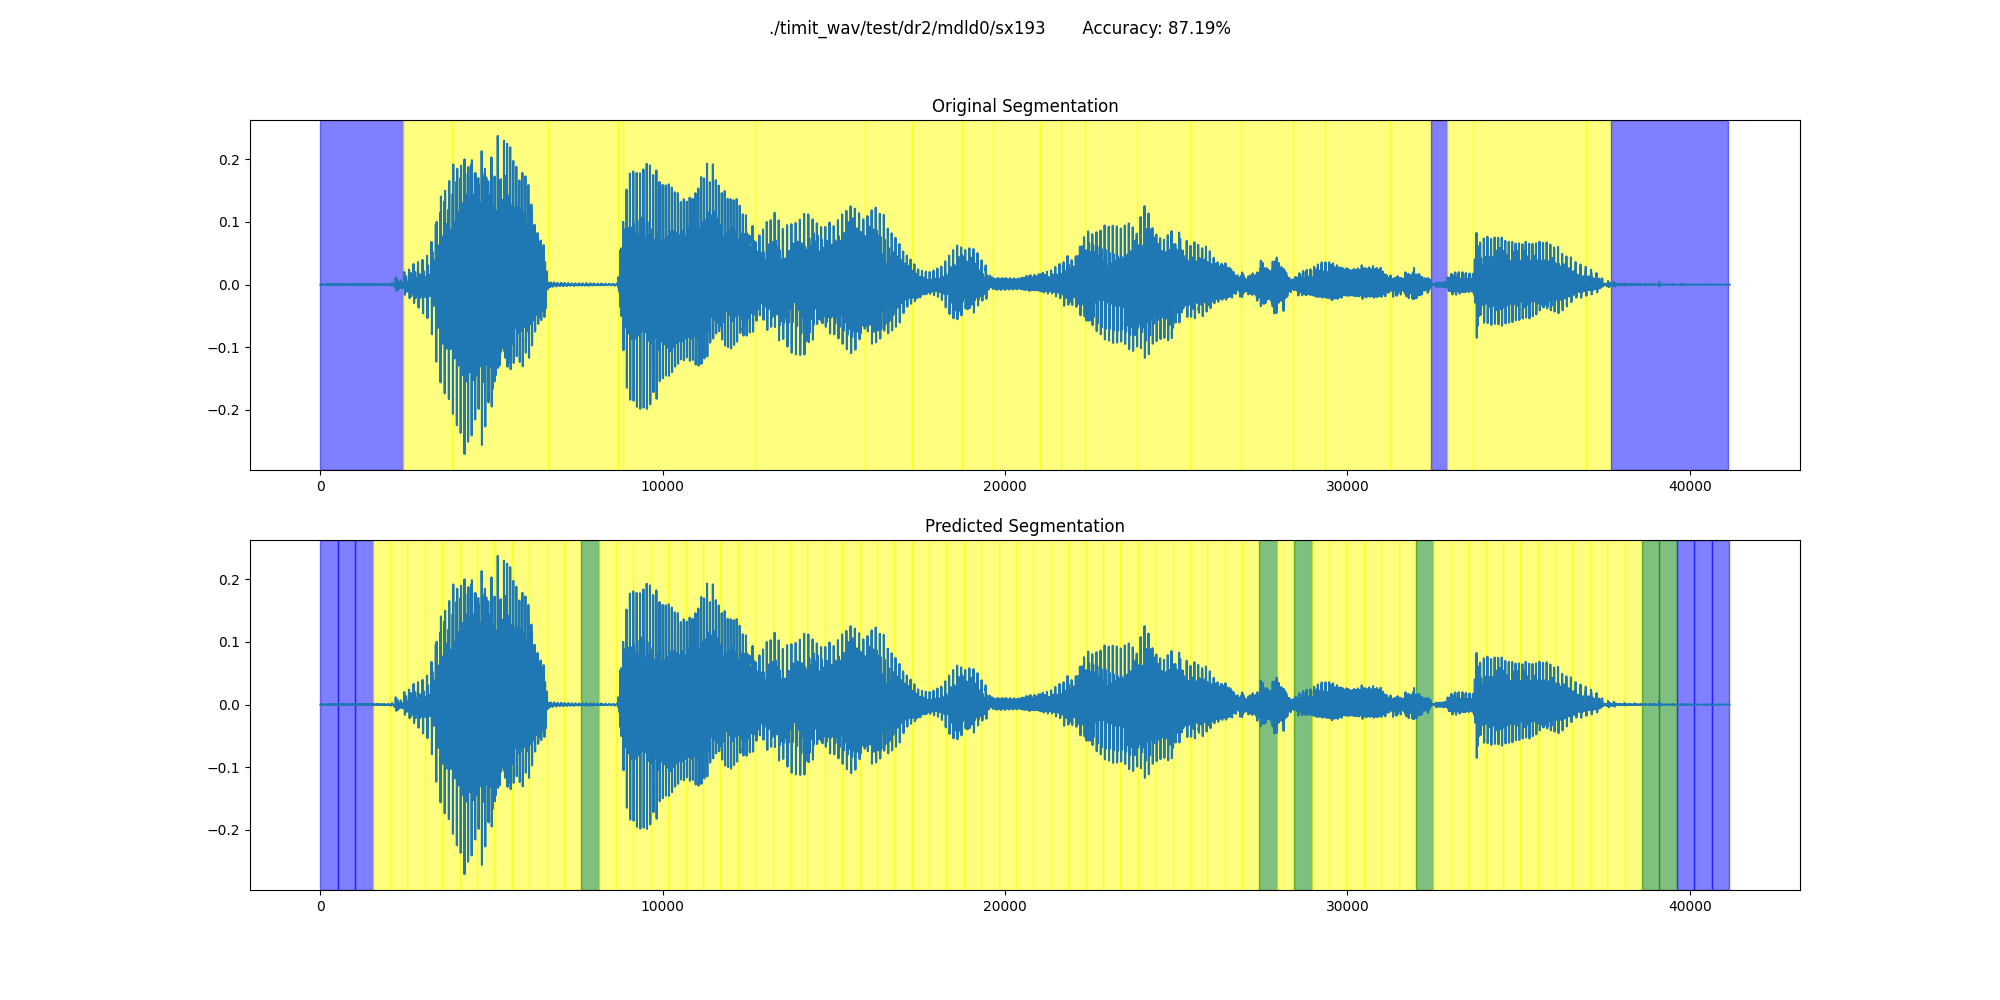 ./timit_wav/test/dr2/mdld0/sx193 Accuracy: 87.19%
Original Segmentation
0.2
0.1
0.0
−0.1
−0.2
0 10000 20000 30000 40000
Predicted Segmentation
0.2
0.1
0.0
−0.1
−0.2
0 10000 20000 30000 40000